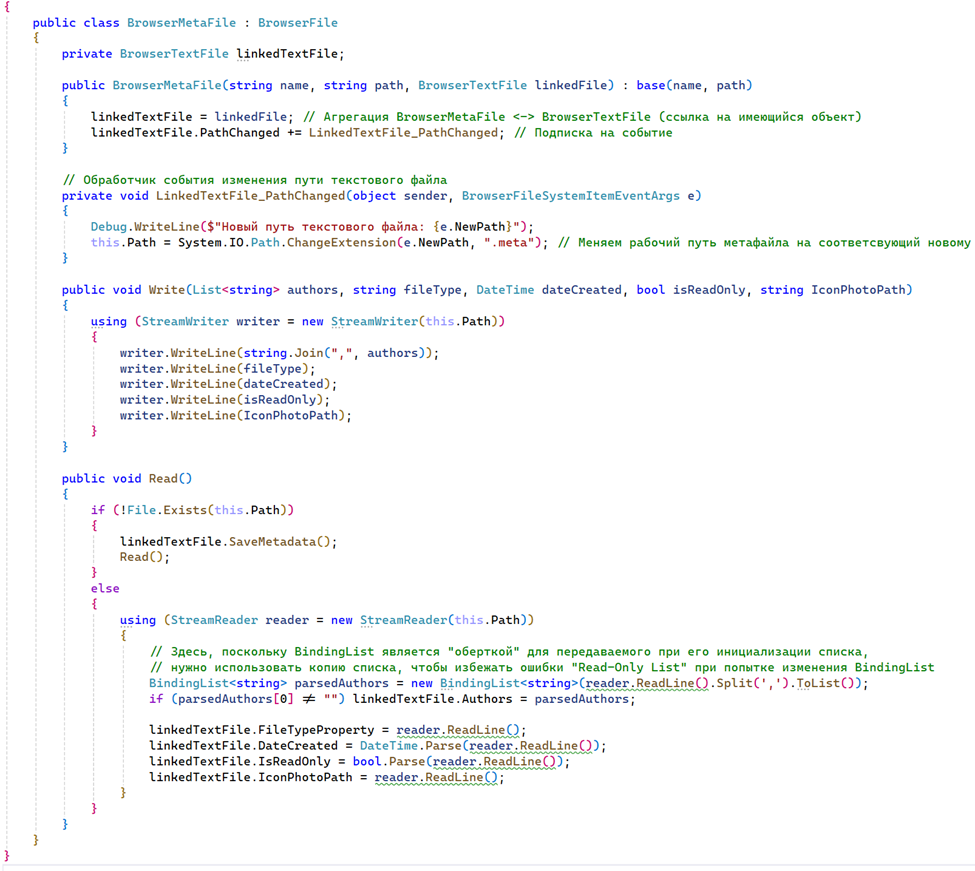 {
public class BrowserMetaFile : BrowserFile
{
private BrowserTextFile linkedTextFile;
public BrowserMetaFile(string name, string path, BrowserTextFile linkedFile) : base(name, path)
{
linkedTextFile = linkedFile; // Агрегация BrowserMetaFile <-> BrowserTextFile (ссылка на имеющийся объект)
linkedTextFile.PathChanged += LinkedTextFile_PathChanged; // Подписка на событие
}
// Обработчик события изменения пути текстового файла
private void LinkedTextFile_PathChanged(object sender, BrowserFileSystemItemEventArgs e)
{
Debug.WriteLine($"Новый путь текстового файла: {e.NewPath}");
this.Path = System.IO.Path.ChangeExtension(e.NewPath, ".meta"); // Меняем рабочий путь метафайла на соответсвующий новому
}
public void Write(List<string> authors, string fileType, DateTime dateCreated, bool isReadOnly, string IconPhotoPath)
{
using (StreamWriter writer = new StreamWriter(this.Path))
{
writer.WriteLine(string.Join(",", authors));
writer.WriteLine(fileType);
writer.WriteLine(dateCreated);
writer.WriteLine(isReadOnly);
writer.WriteLine(IconPhotoPath);
}
}
public void Read()
{
if (!File.Exists(this.Path))
{
linkedTextFile.SaveMetadata();
Read();
}
else
{
using (StreamReader reader = new StreamReader(this.Path))
{
// Здесь, поскольку BindingList является "оберткой" для передаваемого при его инициализации списка,
// нужно использовать копию списка, чтобы избежать ошибки "Read-Only List" при попытке изменения BindingList
BindingList<string> parsedAuthors = new BindingList<string>(reader.ReadLine().Split(',').ToList());
if (parsedAuthors[0] ≠ "") linkedTextFile.Authors = parsedAuthors;
linkedTextFile.FileTypeProperty = reader.ReadLine();
linkedTextFile.DateCreated = DateTime.Parse(reader.ReadLine());
linkedTextFile.IsReadOnly = bool.Parse(reader.ReadLine());
linkedTextFile.IconPhotoPath = reader.ReadLine();
}
}
}
}
}